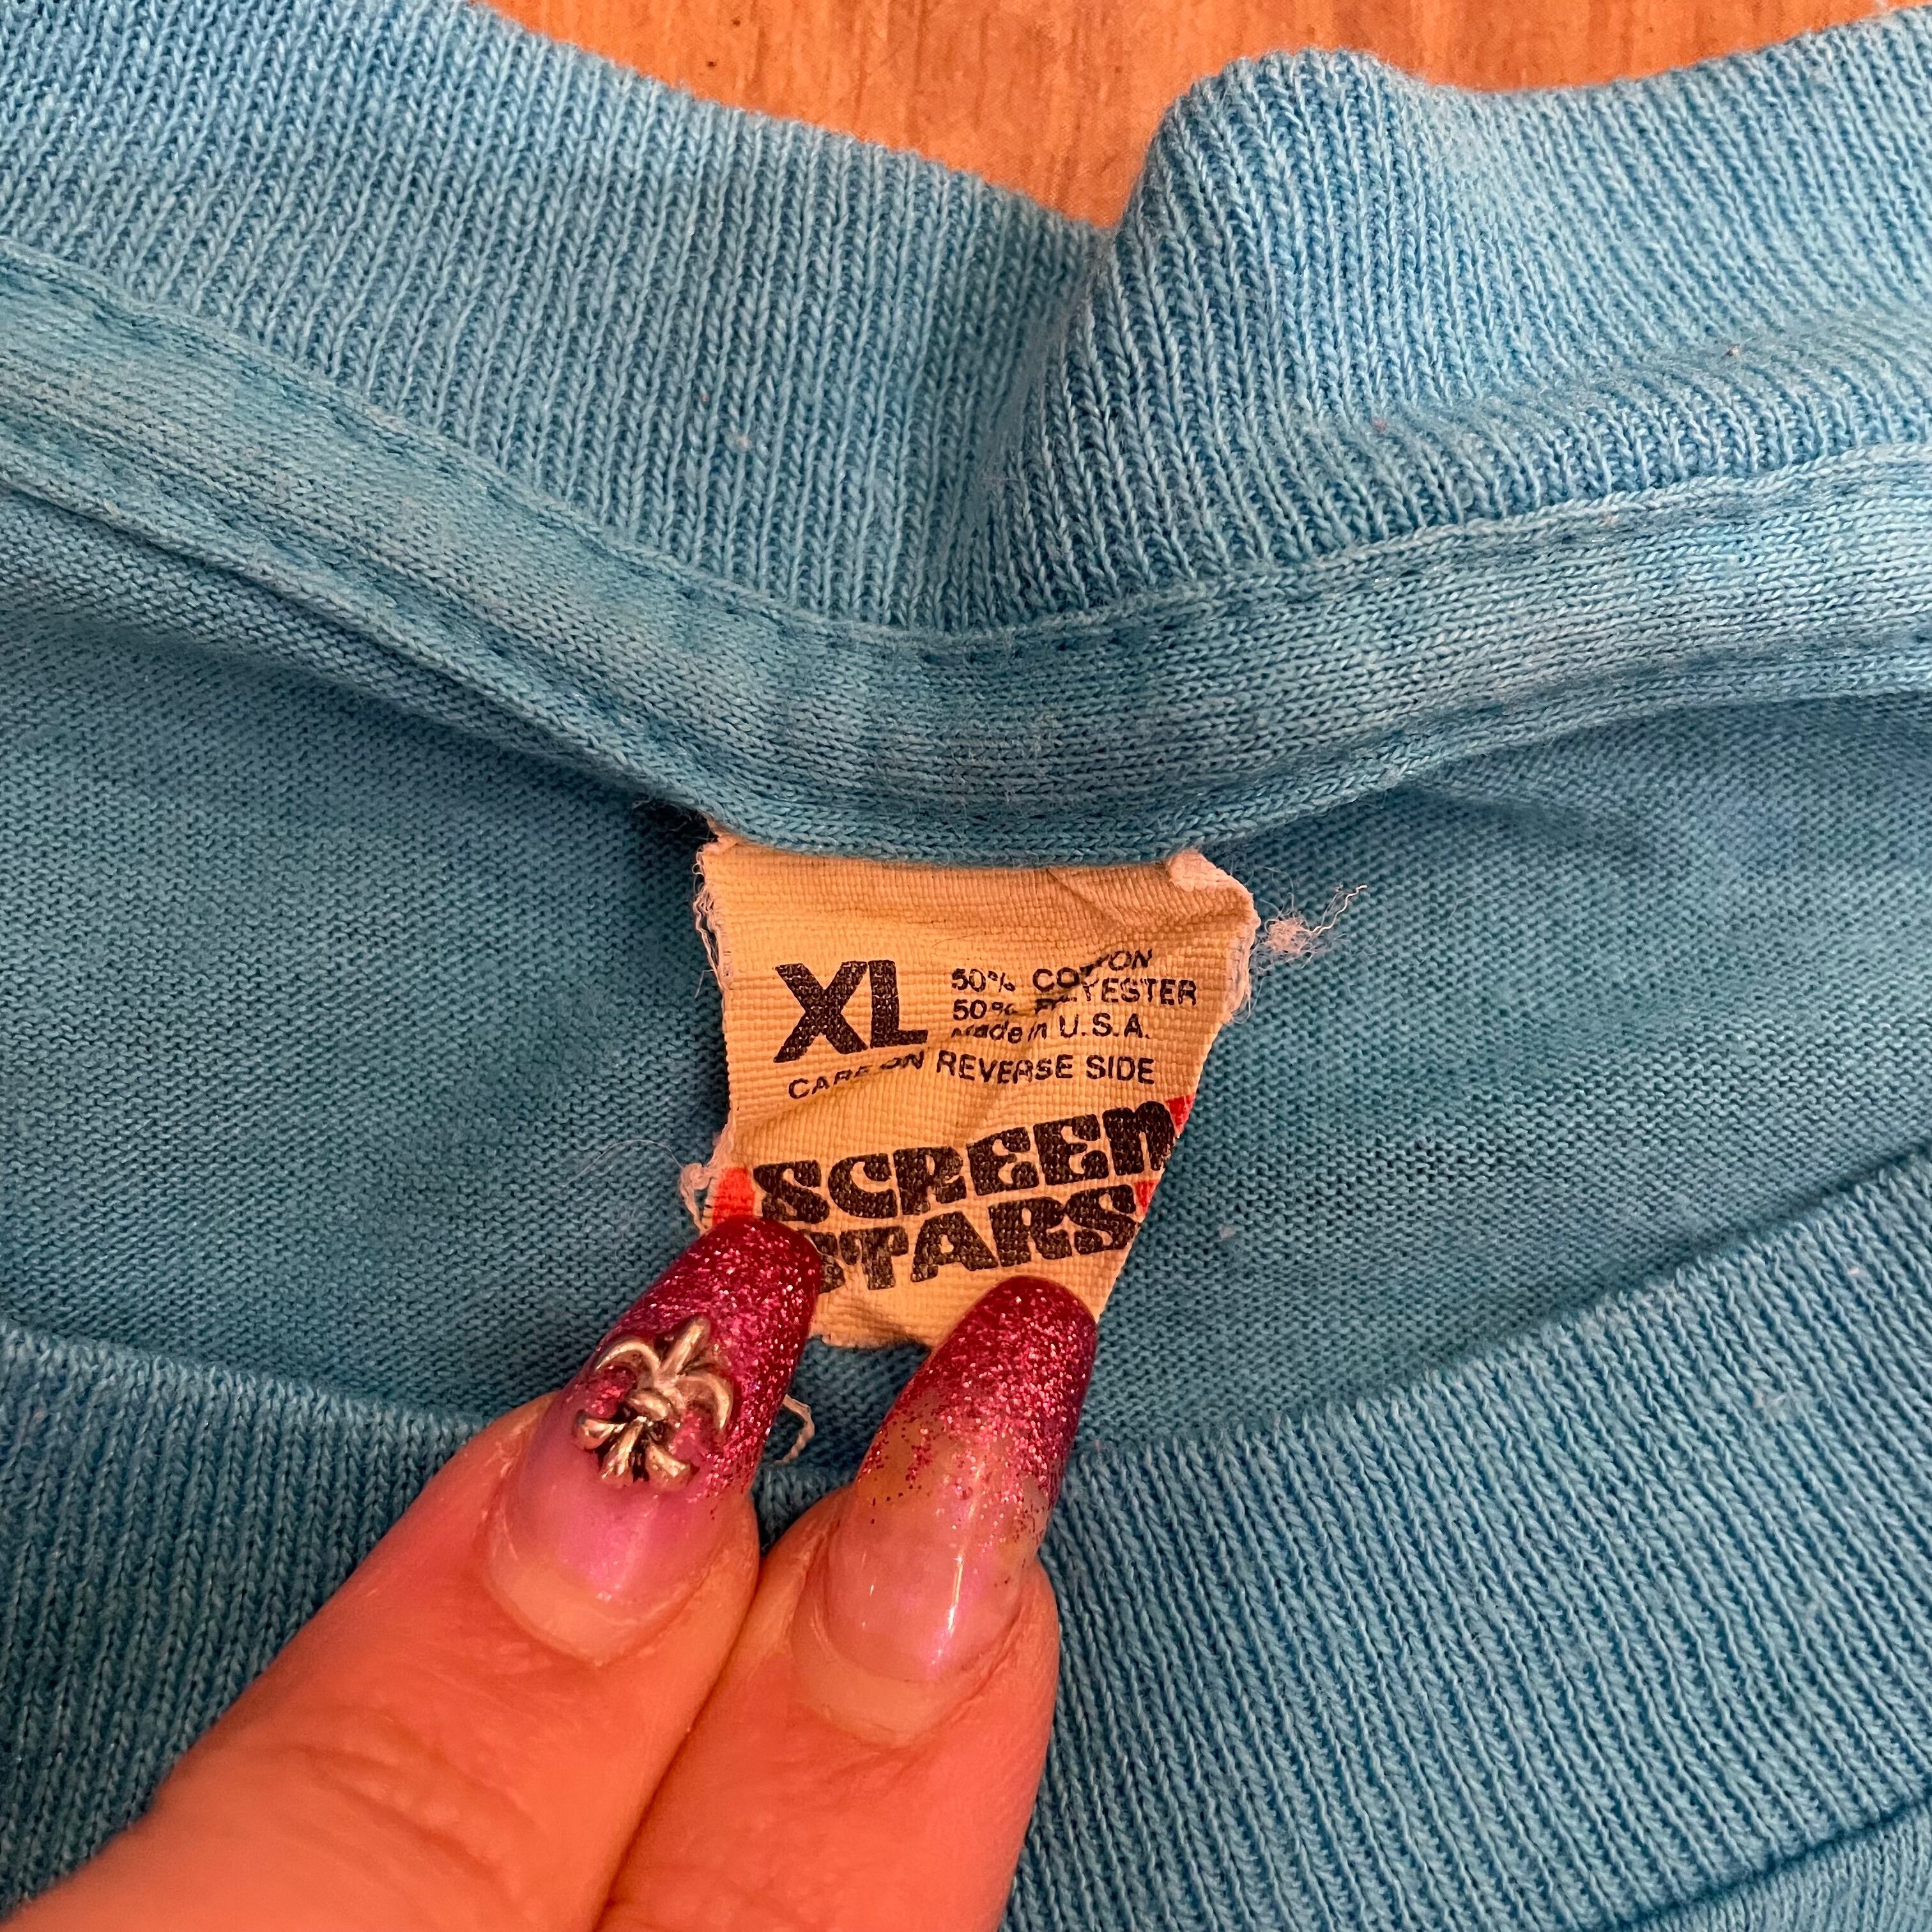 XL
50% COTTON
50% POLYESTER
Made in U.S.A.
CARE ON REVERSE SIDE
SCREEN
STARS